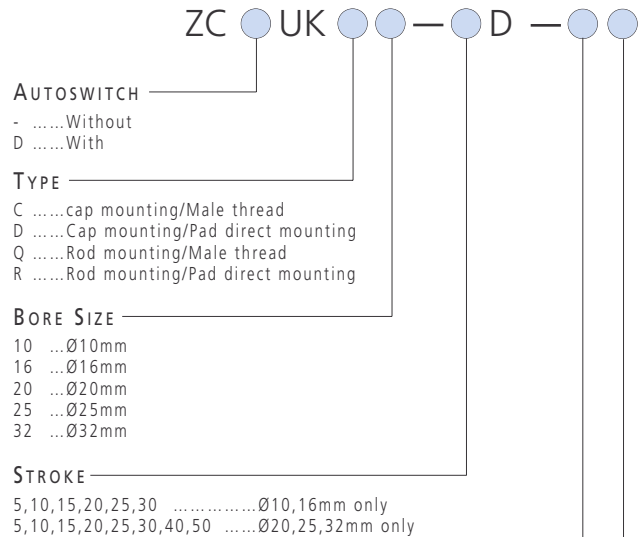 ZC UK — D —
AUTOSWITCH
- ......Without
D ......With
TYPE
C ......cap mounting/Male thread
D ......Cap mounting/Pad direct mounting
Q ......Rod mounting/Male thread
R ......Rod mounting/Pad direct mounting
BORE SIZE
10 ...Ø10mm
16 ...Ø16mm
20 ...Ø20mm
25 ...Ø25mm
32 ...Ø32mm
STROKE
5,10,15,20,25,30 ...............Ø10,16mm only
5,10,15,20,25,30,40,50 ......Ø20,25,32mm only